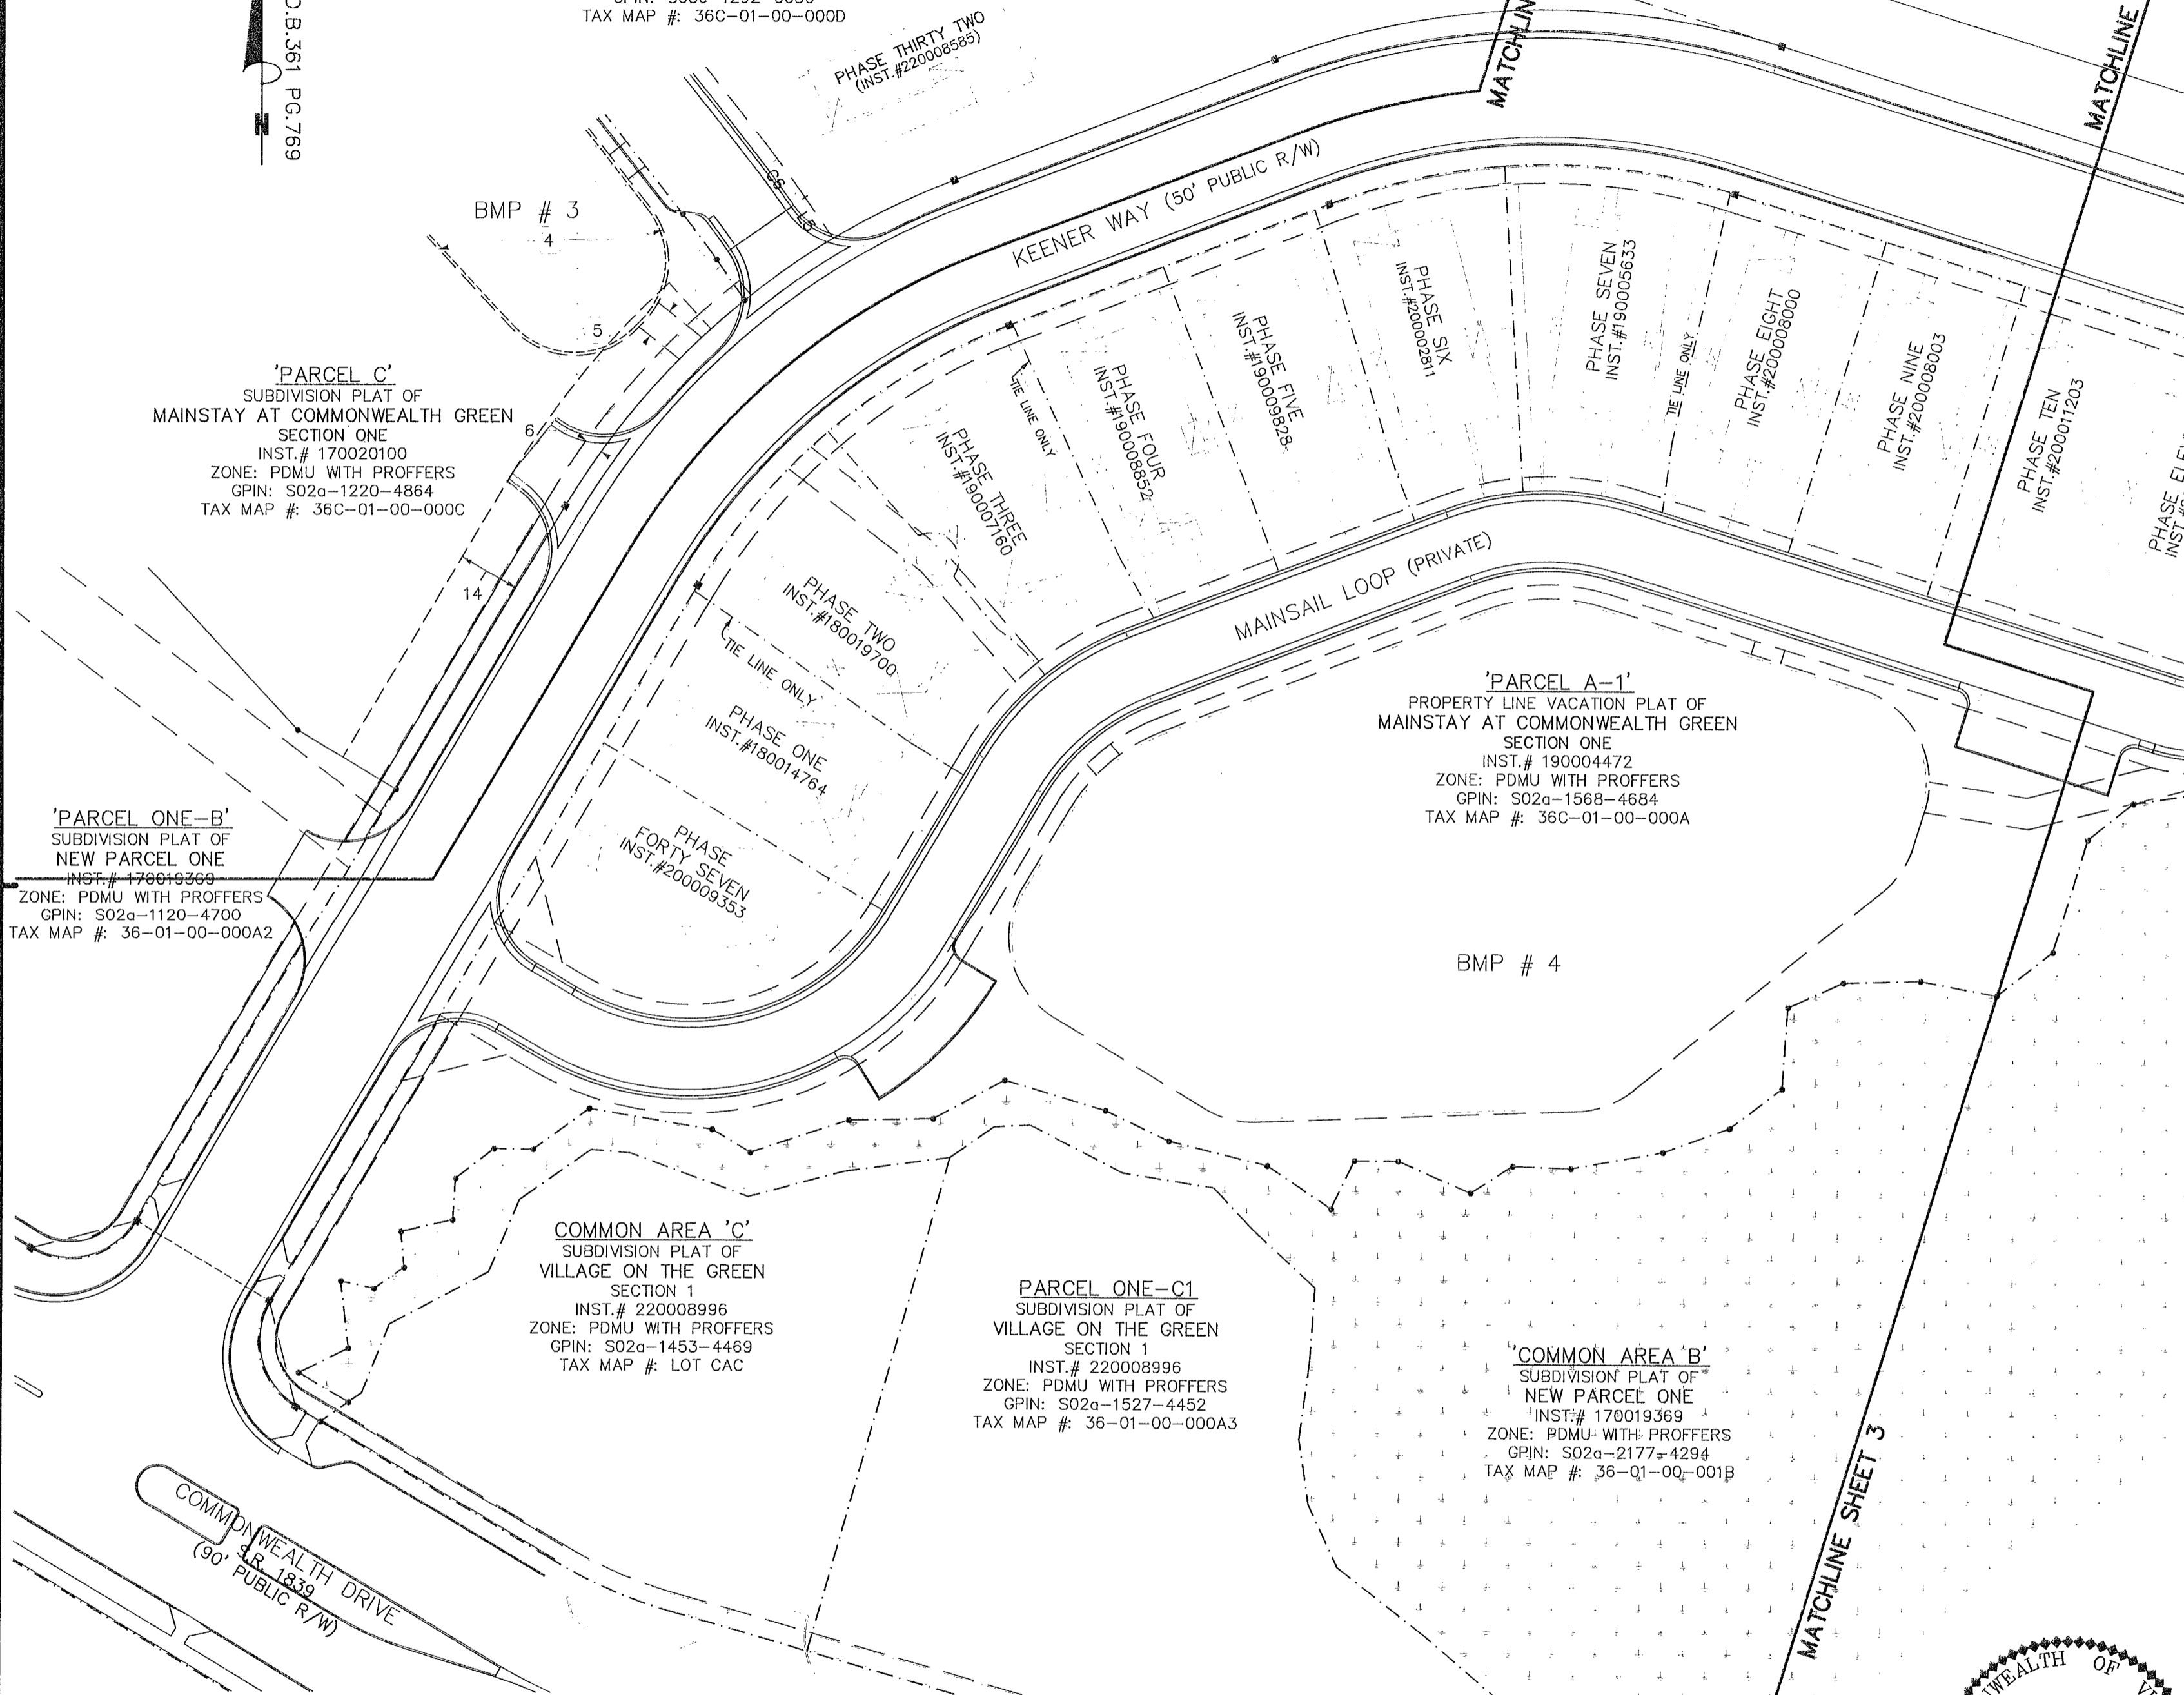 D.B.361 PG.769
N
TAX MAP #: 36C-01-00-000D
PHASE THIRTY TWO
(INST.#220008585)
MATCHLIN
MATCHLINE
BMP # 3
4
C6
5
6
14
KEENER WAY (50' PUBLIC R/W)
'PARCEL C'
SUBDIVISION PLAT OF
MAINSTAY AT COMMONWEALTH GREEN
SECTION ONE
INST.# 170020100
ZONE: PDMU WITH PROFFERS
GPIN: S02a-1220-4864
TAX MAP #: 36C-01-00-000C
PHASE SEVEN
INST.#190005633
TIE LINE ONLY
PHASE EIGHT
INST.#200008000
PHASE NINE
INST.#200008003
PHASE TEN
INST.#200011203
PHASE SIX
INST.#200002811
PHASE FIVE
INST.#190009828
PHASE FOUR
INST.#190008852
TIE LINE ONLY
PHASE THREE
INST.#190007160
PHASE TWO
INST.#180019700
TIE LINE ONLY
PHASE ONE
INST.#180014764
PHASE
FORTY SEVEN
INST.#200009353
MAINSAIL LOOP (PRIVATE)
'PARCEL A-1'
PROPERTY LINE VACATION PLAT OF
MAINSTAY AT COMMONWEALTH GREEN
SECTION ONE
INST.# 190004472
ZONE: PDMU WITH PROFFERS
GPIN: S02a-1568-4684
TAX MAP #: 36C-01-00-000A
'PARCEL ONE-B'
SUBDIVISION PLAT OF
NEW PARCEL ONE
INST.# 170019369
ZONE: PDMU WITH PROFFERS
GPIN: S02a-1120-4700
TAX MAP #: 36-01-00-000A2
BMP # 4
COMMON AREA 'C'
SUBDIVISION PLAT OF
VILLAGE ON THE GREEN
SECTION 1
INST.# 220008996
ZONE: PDMU WITH PROFFERS
GPIN: S02a-1453-4469
TAX MAP #: LOT CAC
PARCEL ONE-C1
SUBDIVISION PLAT OF
VILLAGE ON THE GREEN
SECTION 1
INST.# 220008996
ZONE: PDMU WITH PROFFERS
GPIN: S02a-1527-4452
TAX MAP #: 36-01-00-000A3
'COMMON AREA B'
SUBDIVISION PLAT OF
NEW PARCEL ONE
INST.# 170019369
ZONE: PDMU WITH PROFFERS
GPIN: S02a-2177-4294
TAX MAP #: 36-01-00-001B
MATCHLINE SHEET 3
COMMONWEALTH DRIVE
S.R. 1839
(90' PUBLIC R/W)
WEALTH OF